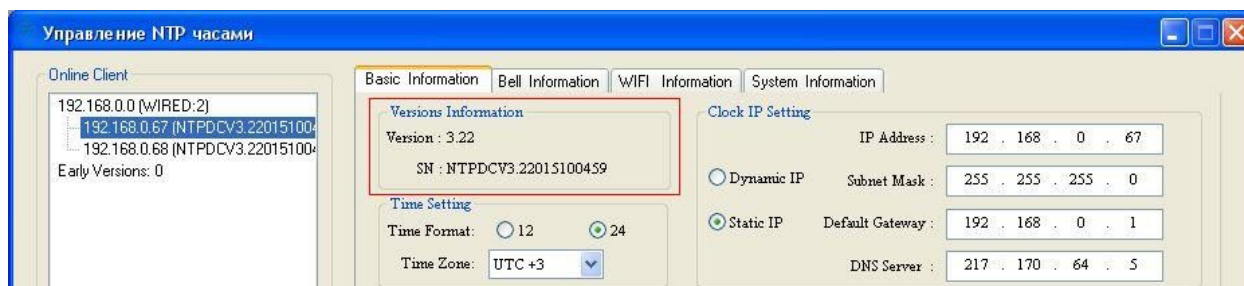 Управление NTP часами
Online Client
192.168.0.0 (WIRED:2)
192.168.0.67 (NTPDCV3.22015100
192.168.0.68 (NTPDCV3.22015100
Early Versions: 0
Basic Information Bell Information WIFI Information System Information
Versions Information
Version : 3.22
SN : NTPDCV3.22015100459
Time Setting
Time Format: 12 24
Time Zone: UTC +3
Clock IP Setting
IP Address : 192 . 168 . 0 . 67
Dynamic IP Subnet Mask : 255 . 255 . 255 . 0
Static IP Default Gateway : 192 . 168 . 0 . 1
DNS Server : 217 . 170 . 64 . 5